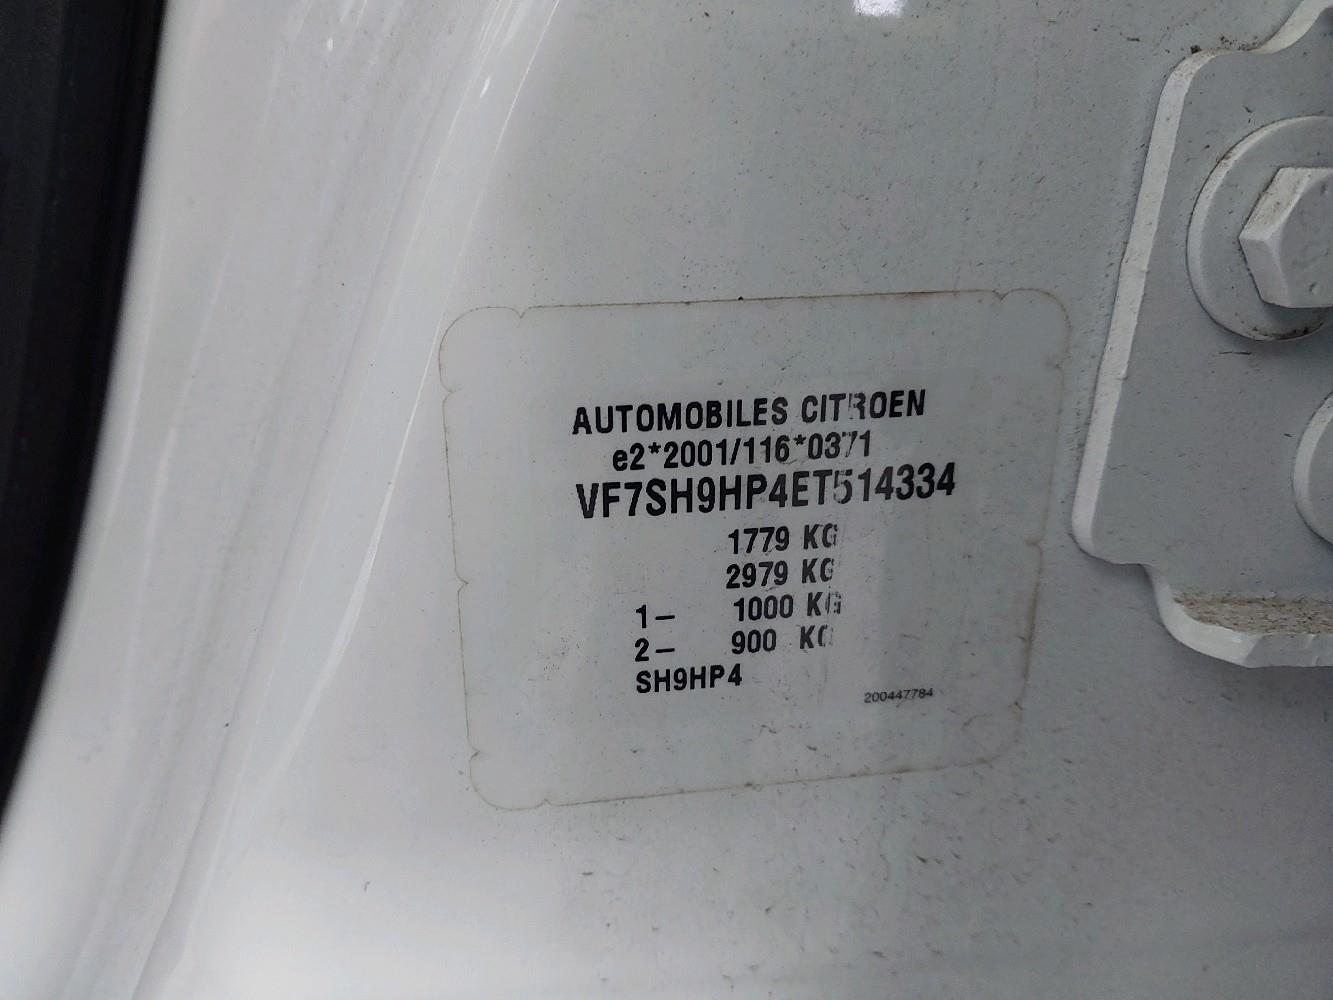 AUTOMOBILES CITROEN
e2*2001/116*0371
VF7SH9HP4ET514334
1779 KG
2979 KG
1- 1000 KG
2- 900 KG
SH9HP4
200447784